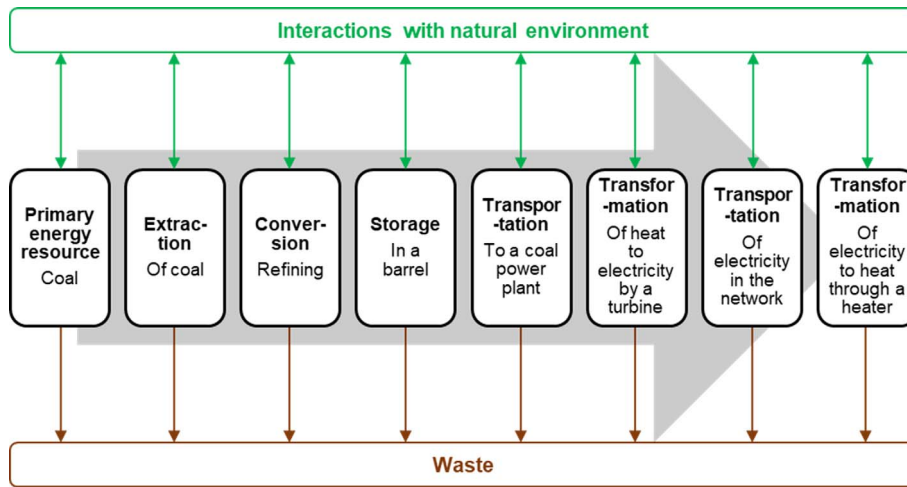 Interactions with natural environment
Primary
energy
resource
Coal
Extrac-
tion
Of coal
Conver-
sion
Refining
Storage
In a
barrel
Transpor
-tation
To a coal
power
plant
Transfor
-mation
Of heat
to
electricity
by a
turbine
Transpor
-tation
Of
electricity
in the
network
Transfor
-mation
Of
electricity
to heat
through a
heater
Waste